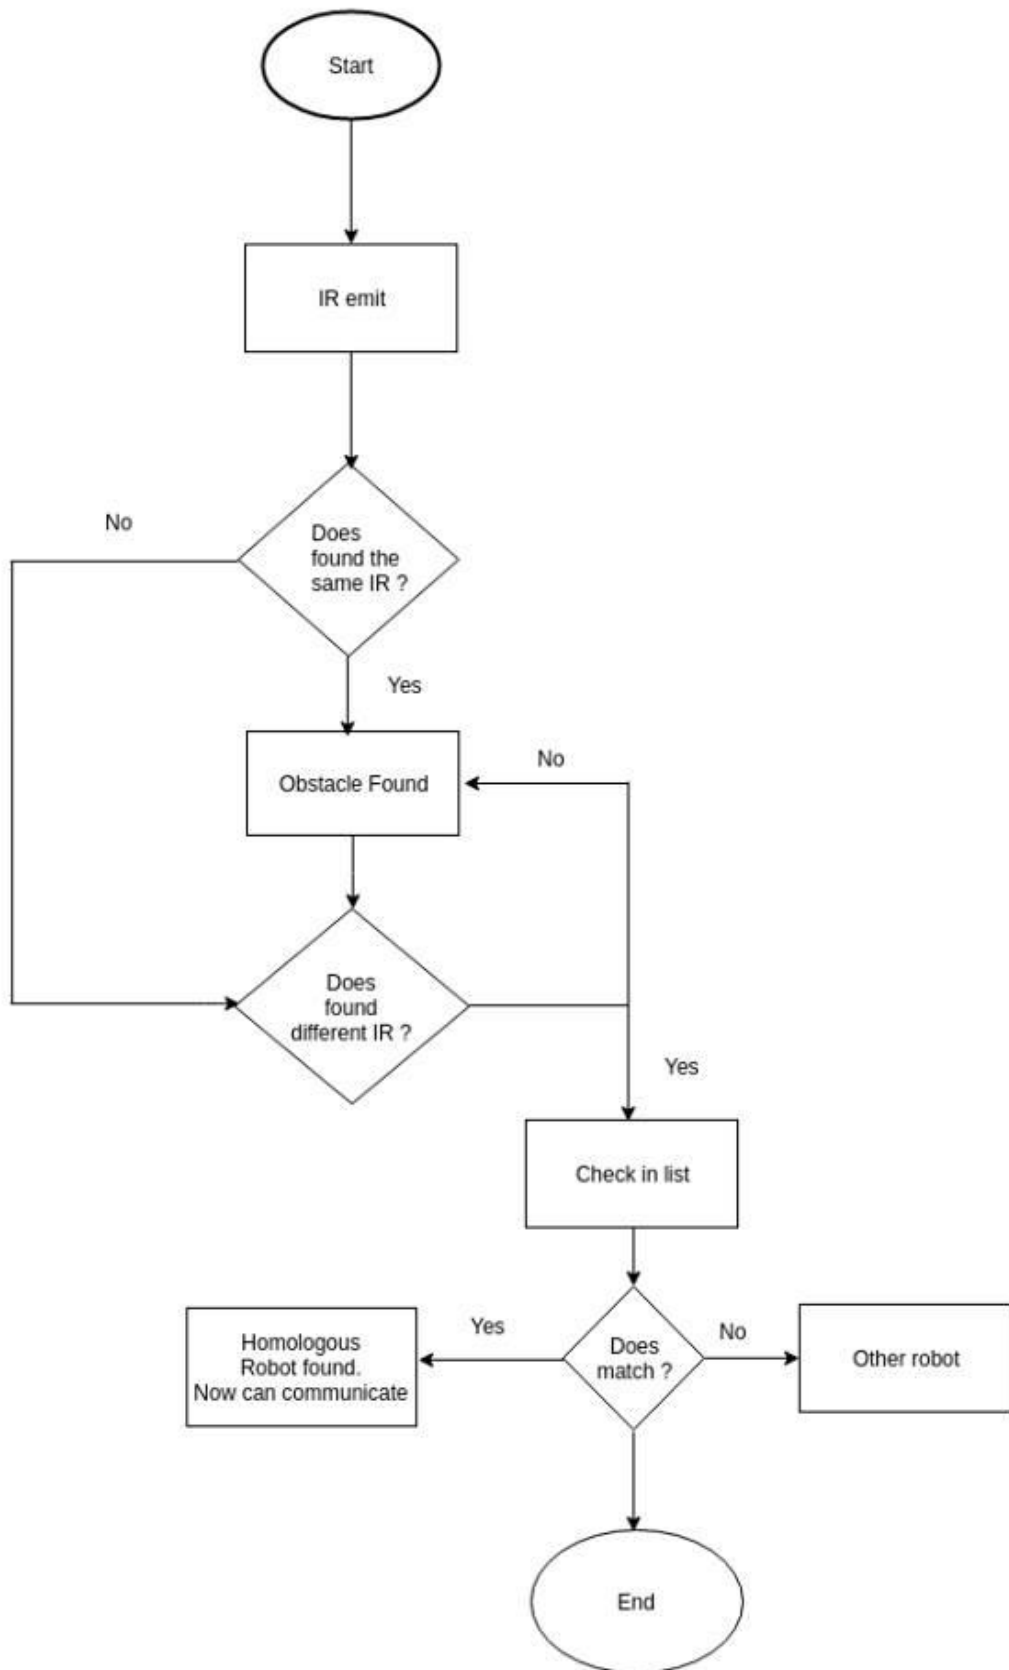 Start
IR emit
No
Does
found the
same IR ?
Yes
No
Obstacle Found
Does
found
different IR ?
Yes
Check in list
Yes
No
Homologous
Robot found.
Now can communicate
Does
match ?
Other robot
End